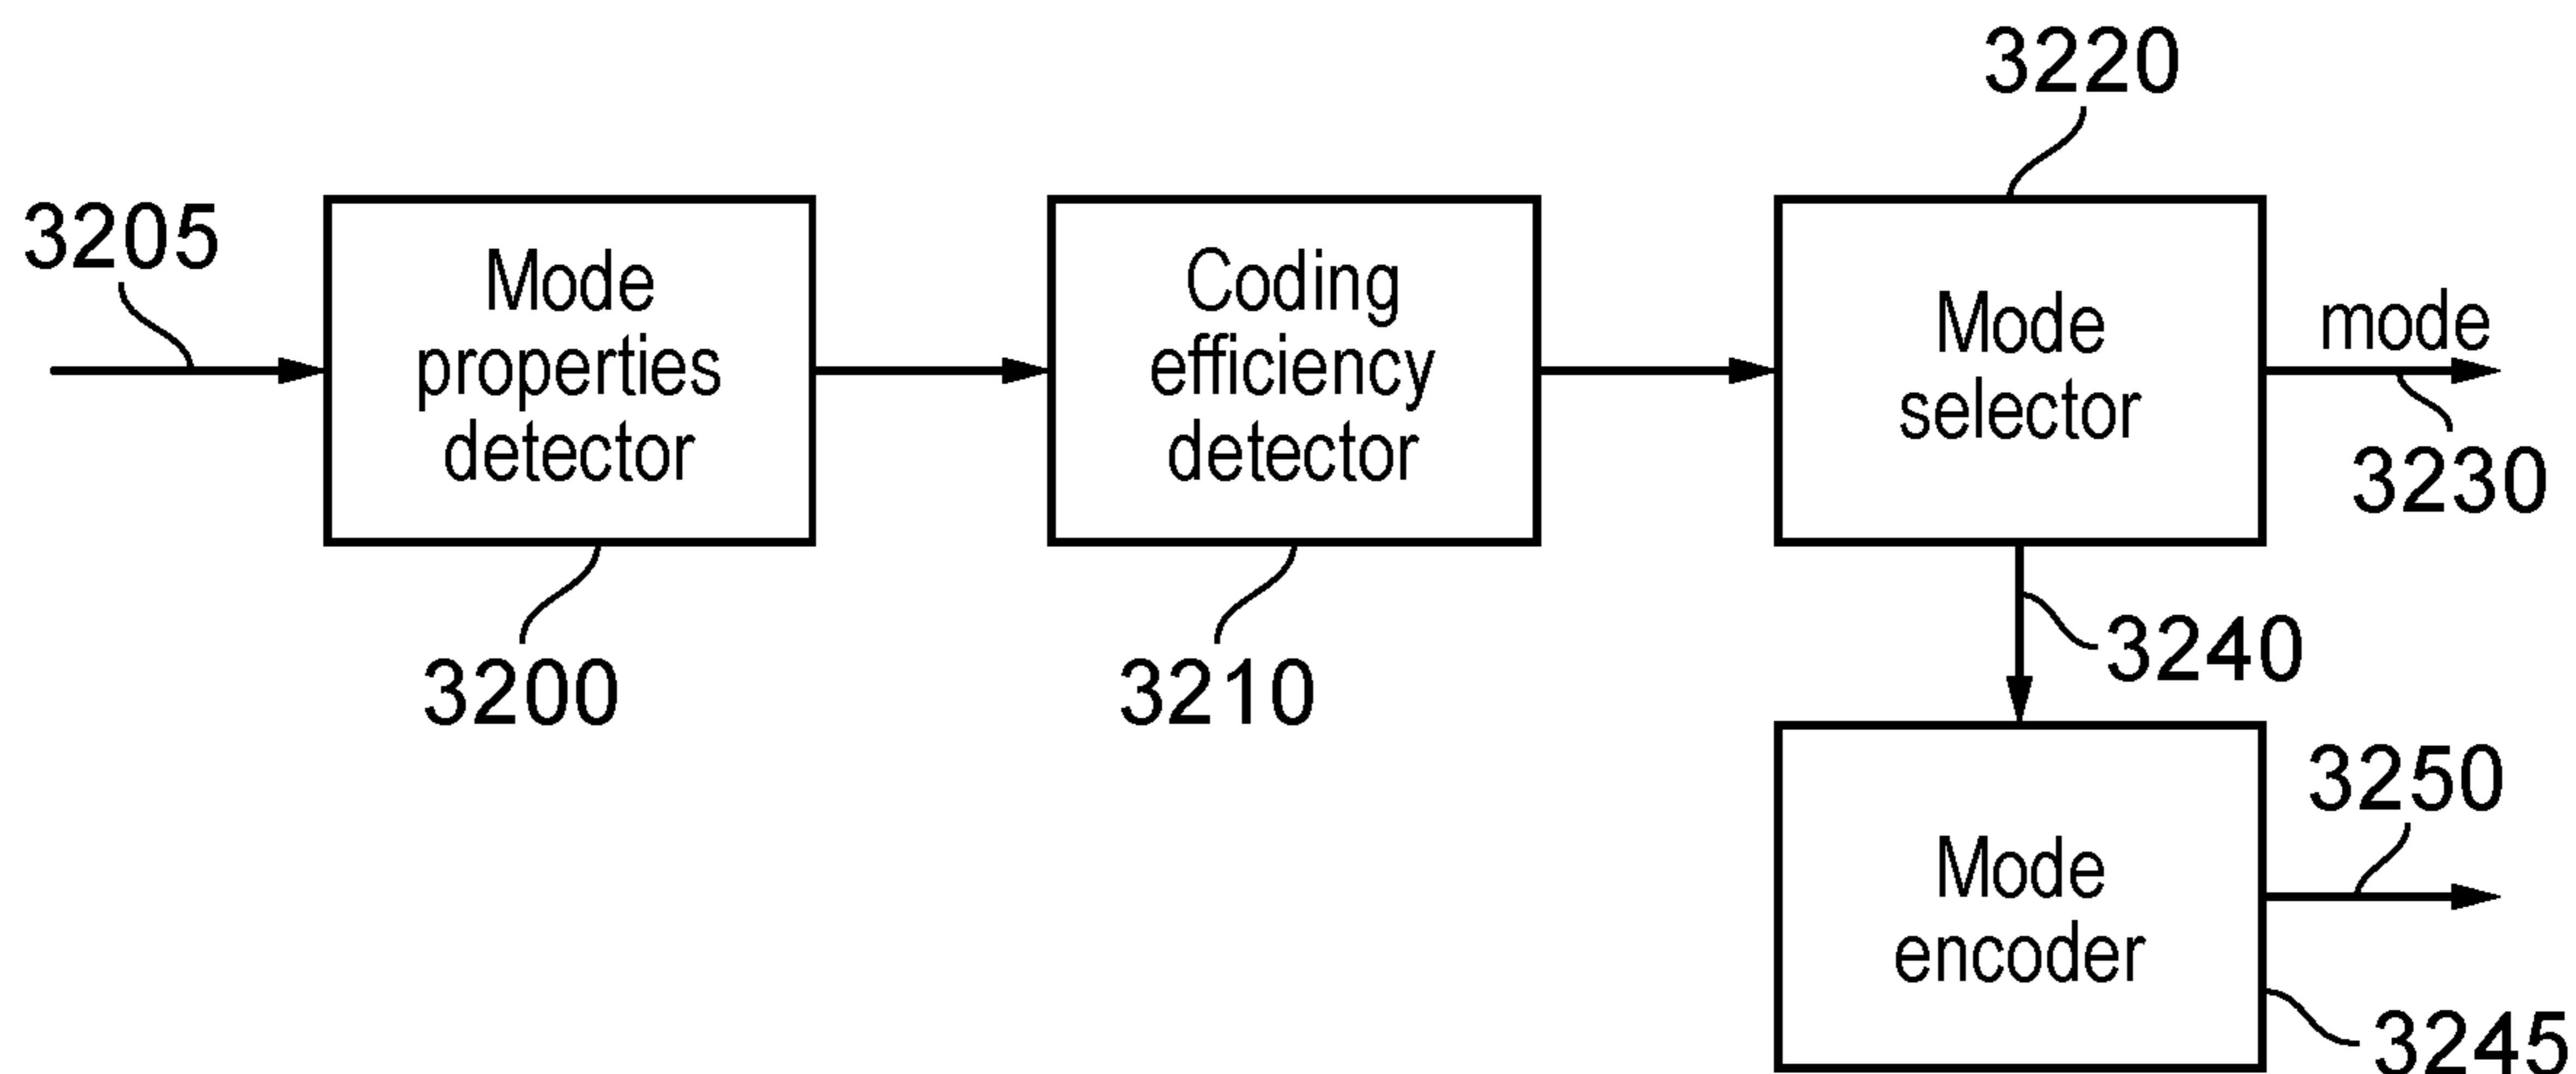 3220
3205
Mode
properties
detector
Coding
efficiency
detector
Mode
selector
mode
3230
3200
3210
3240
3250
Mode
encoder
3245